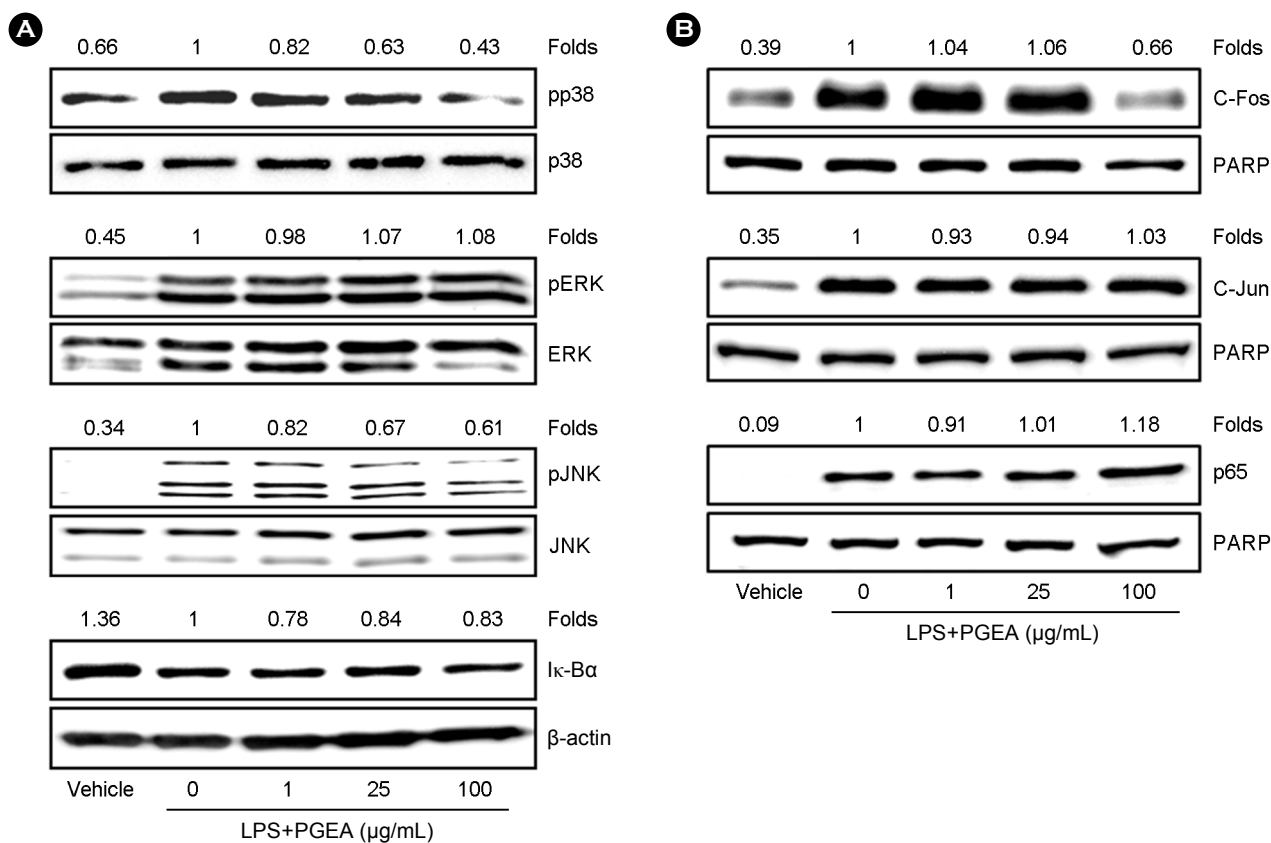 A
0.66 1 0.82 0.63 0.43 Folds
pp38
p38
0.45 1 0.98 1.07 1.08 Folds
pERK
ERK
0.34 1 0.82 0.67 0.61 Folds
pJNK
JNK
1.36 1 0.78 0.84 0.83 Folds
Iκ-Bα
β-actin
Vehicle 0 1 25 100
LPS+PGEA (µg/mL)
B
0.39 1 1.04 1.06 0.66 Folds
C-Fos
PARP
0.35 1 0.93 0.94 1.03 Folds
C-Jun
PARP
0.09 1 0.91 1.01 1.18 Folds
p65
PARP
Vehicle 0 1 25 100
LPS+PGEA (µg/mL)